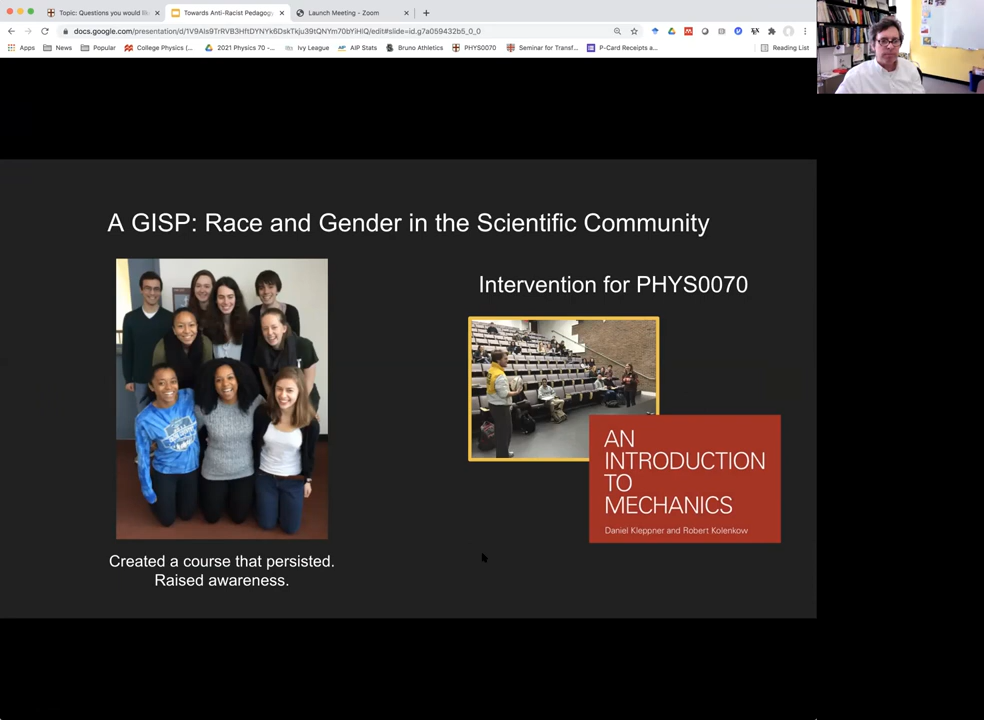 Topic: Questions you would lik
Towards Anti-Racist Pedagogy
Launch Meeting - Zoom
docs.google.com/presentation/d/1V9Als9TrRVB3HftDYNYk6DskTkju39tQNYm70bYiHIQ/edit#slide=id.g7a059432b5_0_0
Apps News Popular College Physics (... 2021 Physics 70 -... Ivy League AIP Stats Bruno Athletics PHYS0070 Seminar for Transf... P-Card Receipts a... Reading List
A GISP: Race and Gender in the Scientific Community
Intervention for PHYS0070
AN
INTRODUCTION
TO
MECHANICS
Daniel Kleppner and Robert Kolenkow
Created a course that persisted.
Raised awareness.